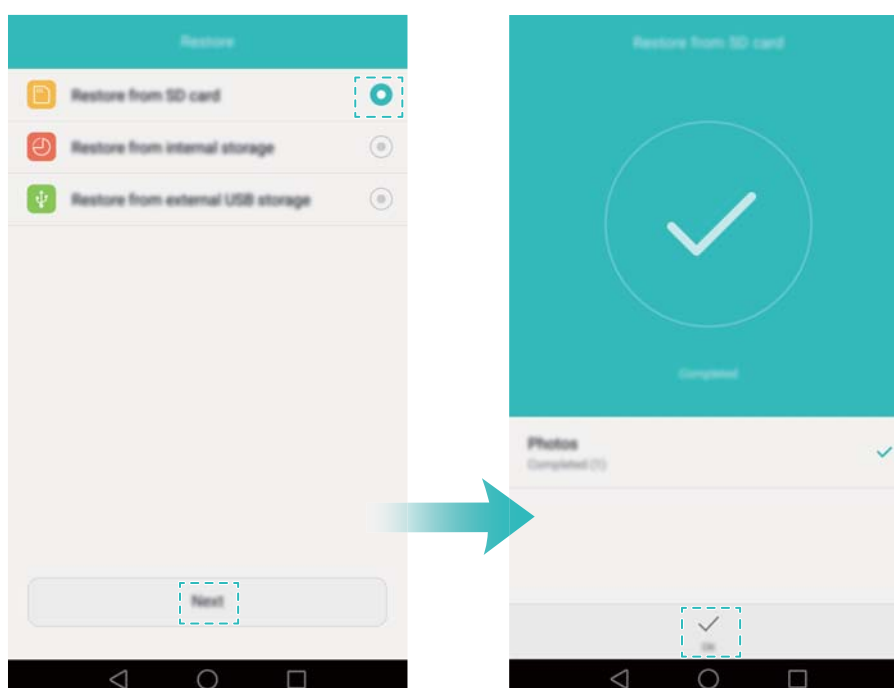 Restore
Restore from SD card
Restore from internal storage
Restore from external USB storage
Next
Restore from SD card
Completed
Photos
Completed (1)
OK